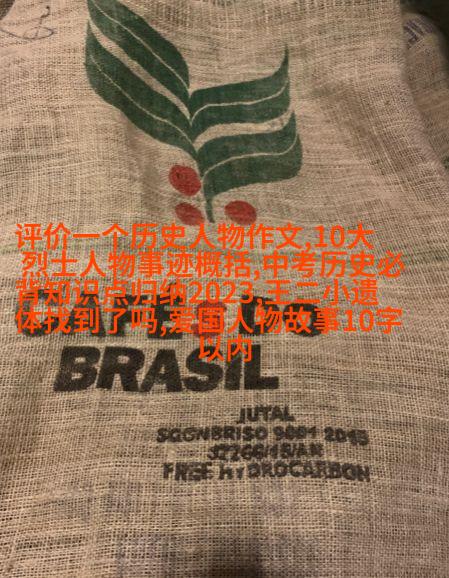 评价一个历史人物作文,10大
烈士人物事迹概括,中考历史必
背知识点归纳2023,王二小遗
体找到了吗,爱国人物故事10字
以内
BRASIL
JUTAL
FREE HYDROCARBON